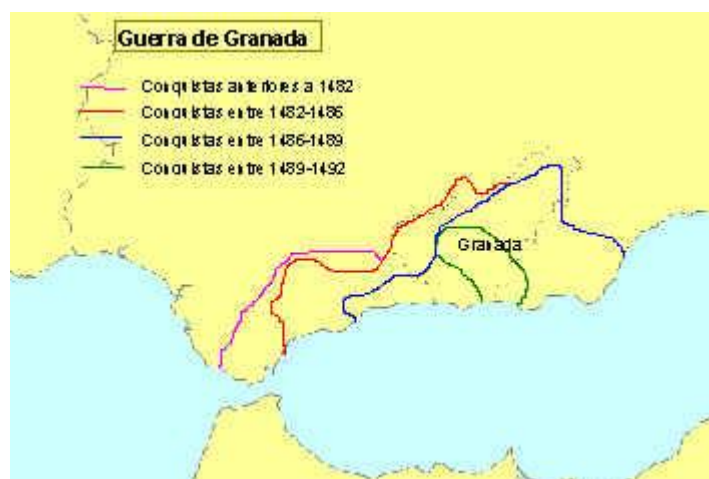 Guerra de Granada
Conquistas anteriores a 1482
Conquistas entre 1482-1486
Conquistas entre 1486-1489
Conquistas entre 1489-1492
Granada